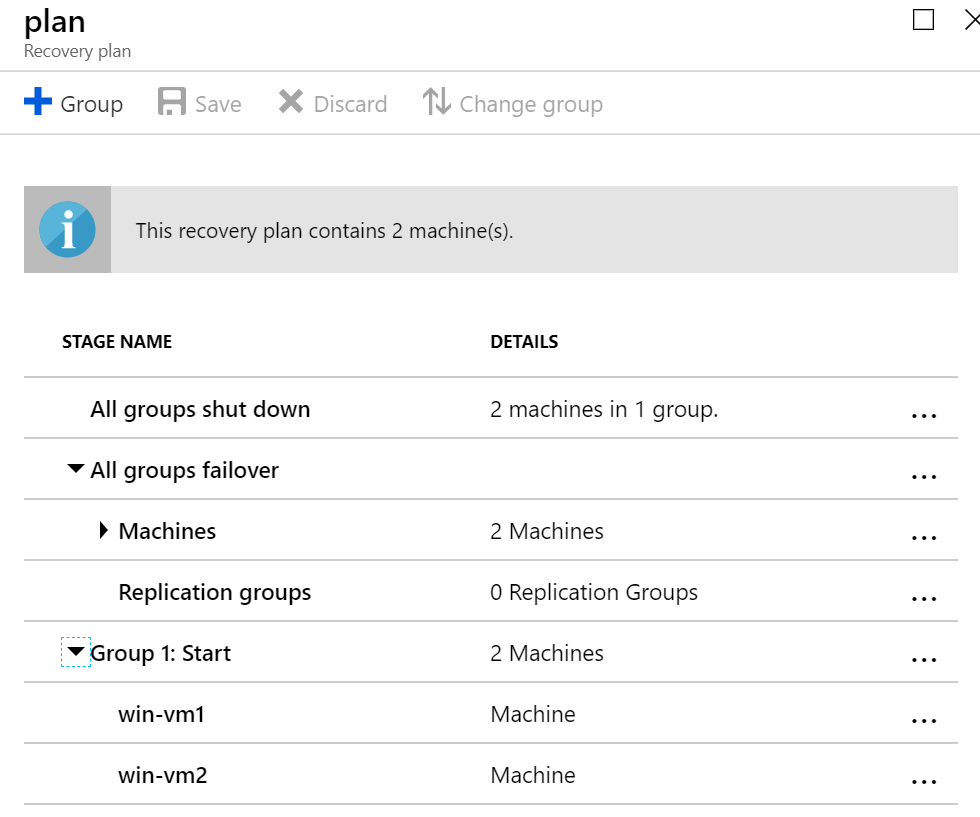 plan
Recovery plan
Group Save Discard Change group
This recovery plan contains 2 machine(s).
STAGE NAME DETAILS
All groups shut down 2 machines in 1 group. ...
All groups failover ...
Machines 2 Machines ...
Replication groups 0 Replication Groups ...
Group 1: Start 2 Machines ...
win-vm1 Machine ...
win-vm2 Machine ...